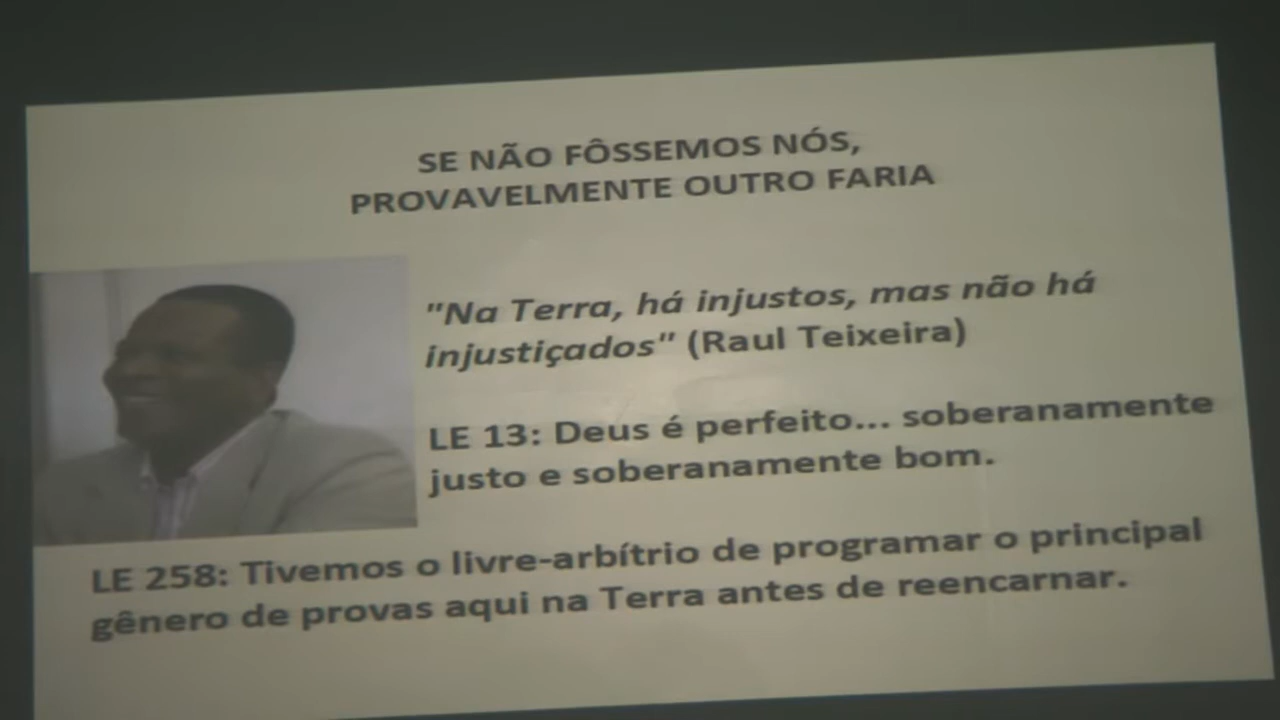 SE NÃO FÔSSEMOS NÓS,
PROVAVELMENTE OUTRO FARIA
"Na Terra, há injustos, mas não há
injustiçados" (Raul Teixeira)
LE 13: Deus é perfeito... soberanamente
justo e soberanamente bom.
LE 258: Tivemos o livre-arbítrio de programar o principal
gênero de provas aqui na Terra antes de reencarnar.